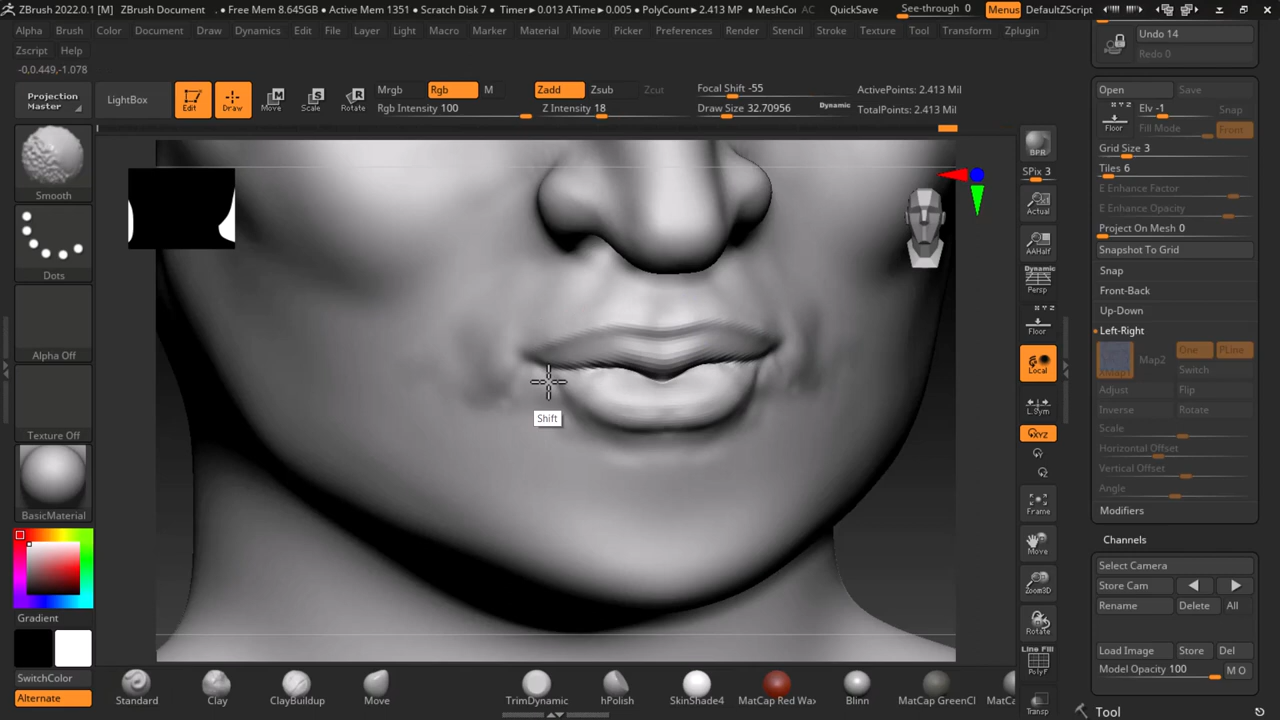 ZBrush 2022.0.1 [M] ZBrush Document . • Free Mem 8.645GB • Active Mem 1351 • Scratch Disk 7 • Timer▸0.013 ATime▸0.005 • PolyCount▸2.413 MP • MeshCo AC QuickSave See-through 0 Menus DefaultZScript
Alpha Brush Color Document Draw Dynamics Edit File Layer Light Macro Marker Material Movie Picker Preferences Render Stencil Stroke Texture Tool Transform Zplugin
Zscript Help
-0,0.449,-1.078
Projection Master
LightBox
Edit Draw Move Scale Rotate
Mrgb Rgb M
Rgb Intensity 100
Zadd Zsub Zcut
Z Intensity 18
Focal Shift -55
Draw Size 32.70956 Dynamic
ActivePoints: 2.413 Mil
TotalPoints: 2.413 Mil
Smooth
Dots
Alpha Off
Texture Off
BasicMaterial
Gradient
SwitchColor
Alternate
Shift
BPR
SPix 3
Actual
AAHalf
Dynamic
Persp
Floor
Local
L.Sym
XYZ
Frame
Move
Zoom3D
Rotate
Line Fill
PolyF
Transp
Undo 14
Redo 0
Open Save
X Y Z
Floor
Elv -1 Snap
Fill Mode Front
Grid Size 3
Tiles 6
E Enhance Factor
E Enhance Opacity
Project On Mesh 0
Snapshot To Grid
Snap
Front-Back
Up-Down
Left-Right
Map2 One PLine
Switch
Adjust Flip
Inverse Rotate
Scale
Horizontal Offset
Vertical Offset
Angle
Modifiers
Channels
Select Camera
Store Cam
Rename Delete All
Load Image Store Del
Model Opacity 100 M O
Tool
Standard Clay ClayBuildup Move TrimDynamic hPolish SkinShade4 MatCap Red Wax Blinn MatCap GreenCl MatCa